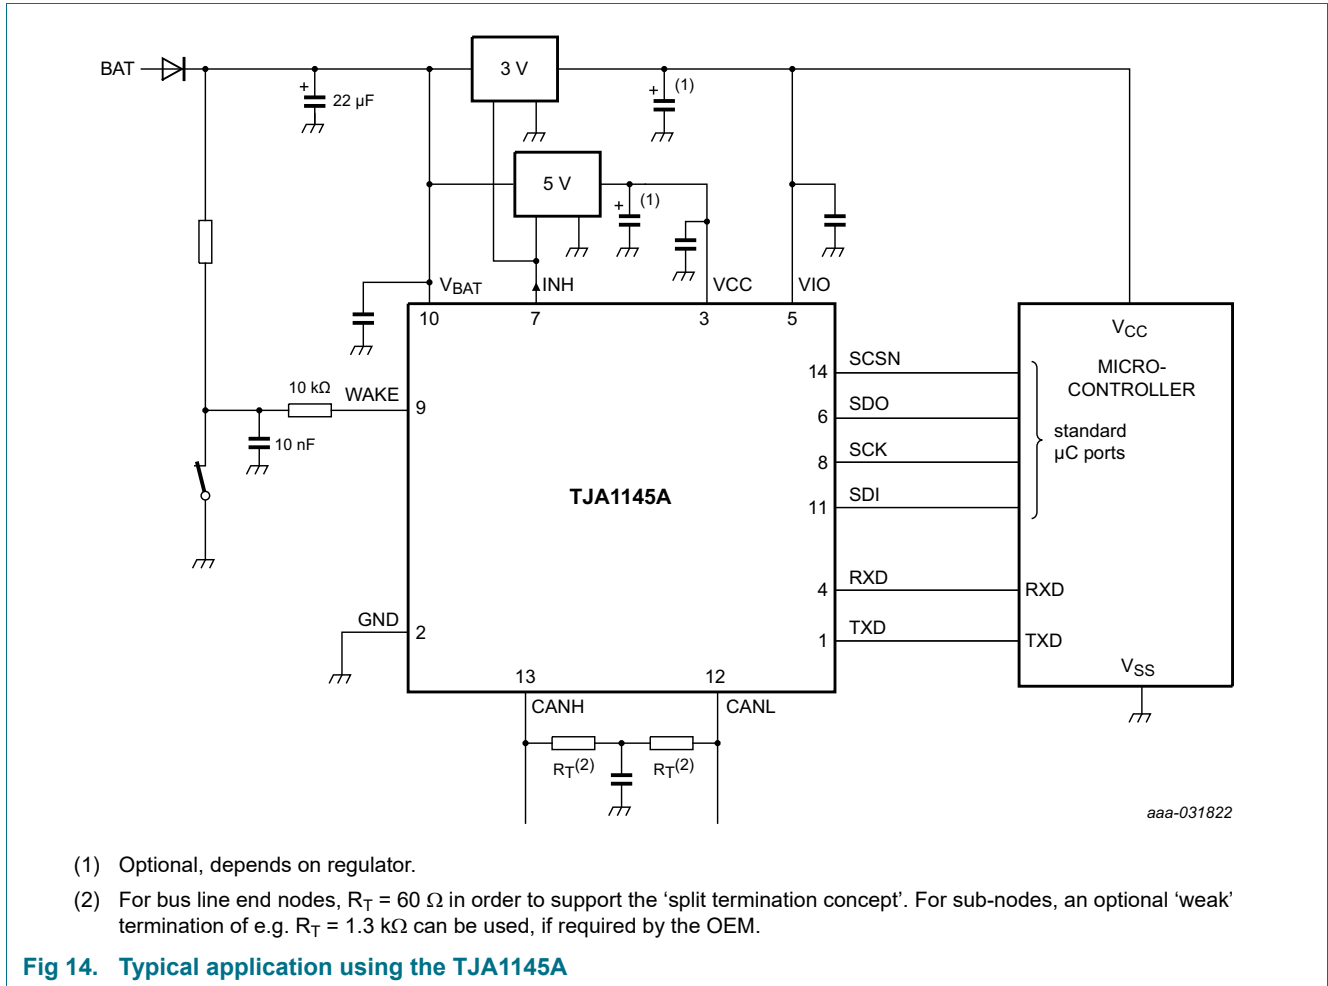 BAT
3 V
(1)
+
22 µF
+
5 V
(1)
+
VBAT
INH
VCC
VIO
10
7
3
5
VCC
MICRO-
CONTROLLER
14
SCSN
6
SDO
8
SCK
11
SDI
standard
µC ports
10 kΩ
WAKE
9
10 nF
TJA1145A
4
RXD
RXD
1
TXD
TXD
GND
2
VSS
13
12
CANH
CANL
RT(2)
RT(2)
aaa-031822
(1) Optional, depends on regulator.
(2) For bus line end nodes, RT = 60 Ω in order to support the ‘split termination concept’. For sub-nodes, an optional ‘weak’
termination of e.g. RT = 1.3 kΩ can be used, if required by the OEM.
Fig 14. Typical application using the TJA1145A